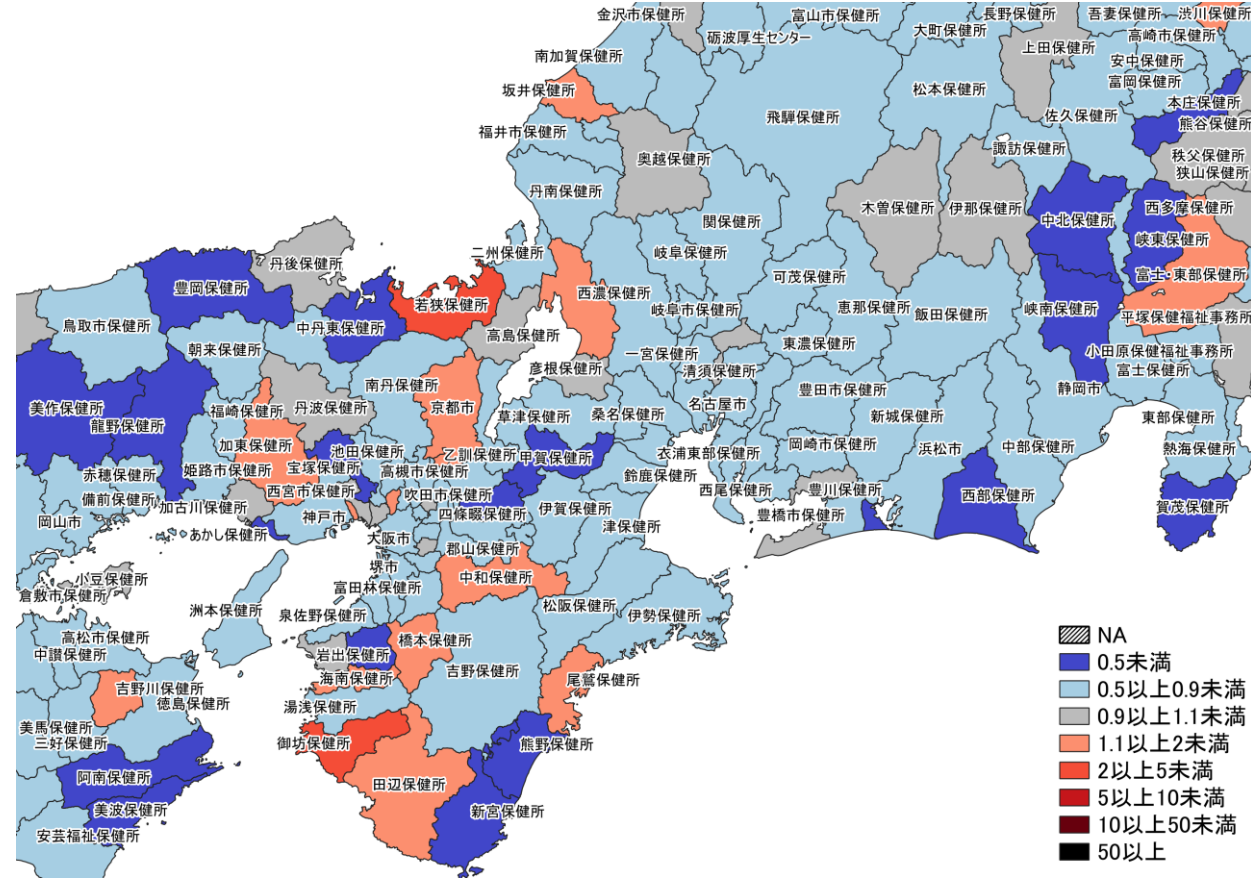 金沢市保健所
富山市保健所
長野保健所
吾妻保健所
渋川保健所
砺波厚生センター
大町保健所
高崎市保健所
南加賀保健所
上田保健所
安中保健所
坂井保健所
松本保健所
富岡保健所
本庄保健所
福井市保健所
飛騨保健所
佐久保健所
熊谷保健所
奥越保健所
諏訪保健所
秩父保健所
狭山保健所
丹南保健所
関保健所
木曽保健所
伊那保健所
中北保健所
西多摩保健所
峡東保健所
丹後保健所
二州保健所
岐阜保健所
可茂保健所
富士・東部保健所
豊岡保健所
若狭保健所
西濃保健所
恵那保健所
飯田保健所
峡南保健所
平塚保健福祉事務所
鳥取市保健所
中丹東保健所
高島保健所
岐阜市保健所
東濃保健所
朝来保健所
一宮保健所
小田原保健福祉事務所
彦根保健所
清須保健所
富士保健所
南丹保健所
豊田市保健所
静岡市
美作保健所
福崎保健所
丹波保健所
京都市
草津保健所
桑名保健所
名古屋市
新城保健所
東部保健所
龍野保健所
加東保健所
池田保健所
乙訓保健所
甲賀保健所
衣浦東部保健所
岡崎市保健所
浜松市
中部保健所
熱海保健所
赤穂保健所
姫路市保健所
宝塚保健所
高槻市保健所
鈴鹿保健所
備前保健所
西宮市保健所
吹田市保健所
西尾保健所
豊川保健所
西部保健所
賀茂保健所
加古川保健所
四條畷保健所
伊賀保健所
岡山市
神戸市
豊橋市保健所
あかし保健所
大阪市
津保健所
郡山保健所
堺市
小豆保健所
中和保健所
倉敷市保健所
富田林保健所
洲本保健所
泉佐野保健所
松阪保健所
伊勢保健所
高松市保健所
橋本保健所
中讃保健所
岩出保健所
吉野保健所
海南保健所
尾鷲保健所
吉野川保健所
徳島保健所
湯浅保健所
美馬保健所
三好保健所
御坊保健所
熊野保健所
阿南保健所
田辺保健所
美波保健所
新宮保健所
安芸福祉保健所
NA
0.5未満
0.5以上0.9未満
0.9以上1.1未満
1.1以上2未満
2以上5未満
5以上10未満
10以上50未満
50以上